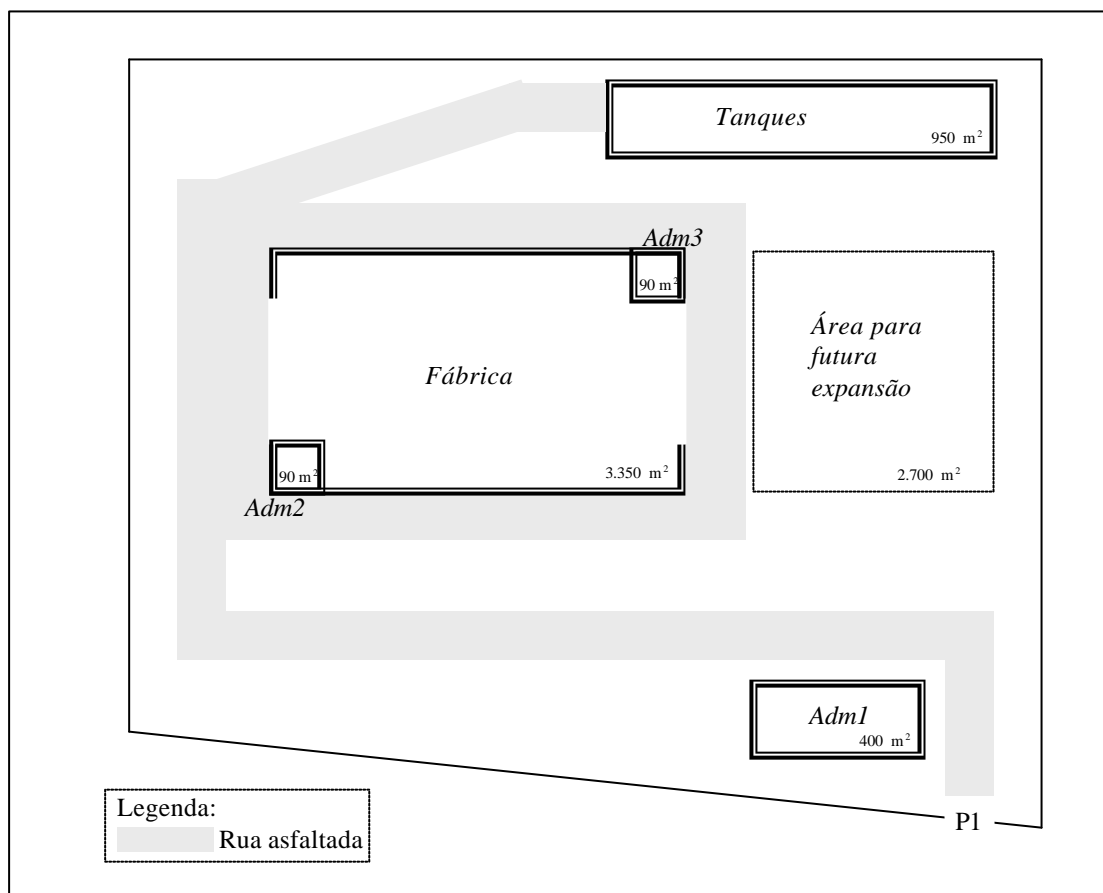 Tanques
950 m²
Adm3
90 m²
Área para
futura
expansão
Fábrica
90 m²
3.350 m²
2.700 m²
Adm2
Adm1
400 m²
Legenda:
Rua asfaltada
P1